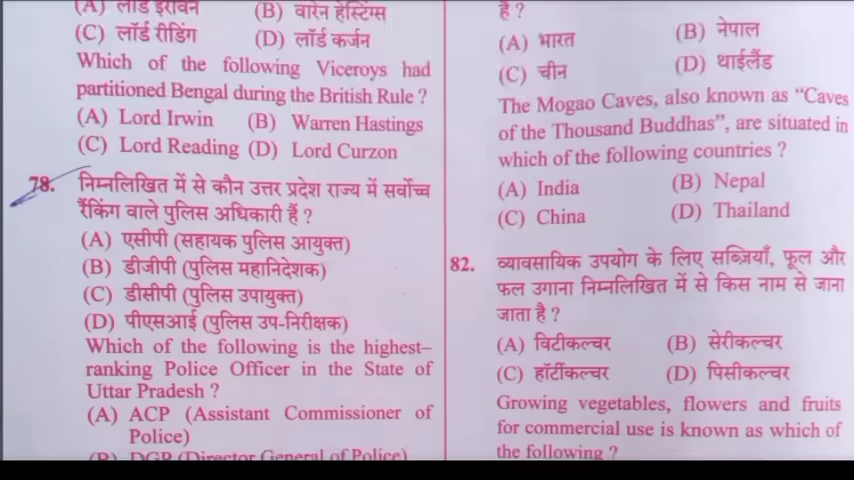 (A) लॉर्ड इरविन (B) वारेन हेस्टिंग्स
(C) लॉर्ड रीडिंग (D) लॉर्ड कर्जन
Which of the following Viceroys had
partitioned Bengal during the British Rule ?
(A) Lord Irwin (B) Warren Hastings
(C) Lord Reading (D) Lord Curzon
78. निम्नलिखित में से कौन उत्तर प्रदेश राज्य में सर्वोच्च
रैंकिंग वाले पुलिस अधिकारी हैं ?
(A) एसीपी (सहायक पुलिस आयुक्त)
(B) डीजीपी (पुलिस महानिदेशक)
(C) डीसीपी (पुलिस उपायुक्त)
(D) पीएसआई (पुलिस उप-निरीक्षक)
Which of the following is the highest-
ranking Police Officer in the State of
Uttar Pradesh ?
(A) ACP (Assistant Commissioner of
Police)
(B) DGP (Director General of Police)
है ?
(A) भारत (B) नेपाल
(C) चीन (D) थाईलैंड
The Mogao Caves, also known as “Caves
of the Thousand Buddhas”, are situated in
which of the following countries ?
(A) India (B) Nepal
(C) China (D) Thailand
82. व्यावसायिक उपयोग के लिए सब्ज़ियाँ, फूल और
फल उगाना निम्नलिखित में से किस नाम से जाना
जाता है ?
(A) विटीकल्चर (B) सेरीकल्चर
(C) हॉर्टीकल्चर (D) पिसीकल्चर
Growing vegetables, flowers and fruits
for commercial use is known as which of
the following ?